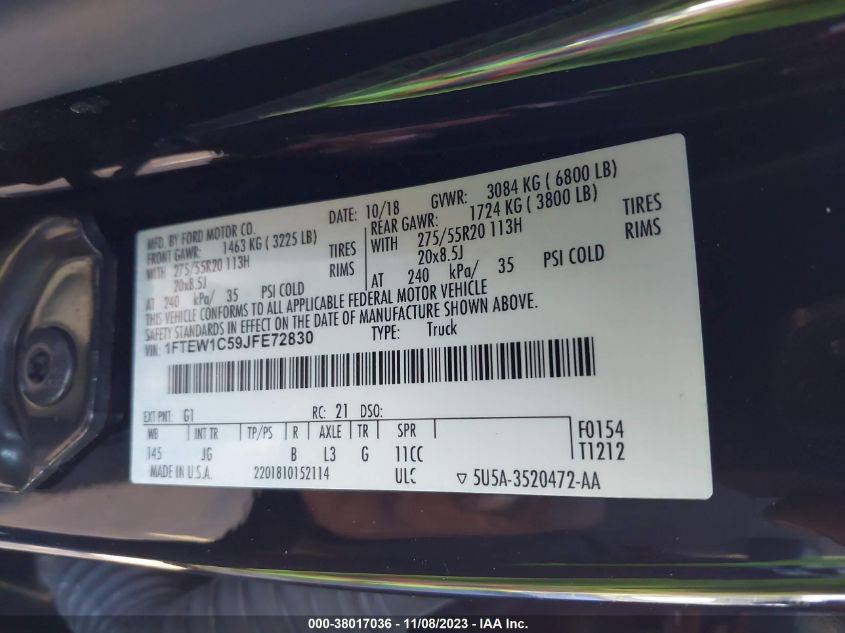 MFD. BY FORD MOTOR CO.
DATE: 10/18 GVWR: 3084 KG ( 6800 LB)
FRONT GAWR: 1463 KG ( 3225 LB)
REAR GAWR: 1724 KG ( 3800 LB)
WITH 275/55R20 113H TIRES
WITH 275/55R20 113H TIRES
20x8.5J RIMS
20x8.5J RIMS
AT 240 kPa/ 35 PSI COLD
AT 240 kPa/ 35 PSI COLD
THIS VEHICLE CONFORMS TO ALL APPLICABLE FEDERAL MOTOR VEHICLE
SAFETY STANDARDS IN EFFECT ON THE DATE OF MANUFACTURE SHOWN ABOVE.
VIN: 1FTEW1C59JFE72830 TYPE: Truck
EXT PNT: G1 RC: 21 DSO:
WB INT TR TP/PS R AXLE TR SPR F0154
145 JG B L3 G 11CC T1212
MADE IN U.S.A. 2201810152114 ULC ▽ 5U5A-3520472-AA
000-38017036 - 11/08/2023 - IAA Inc.